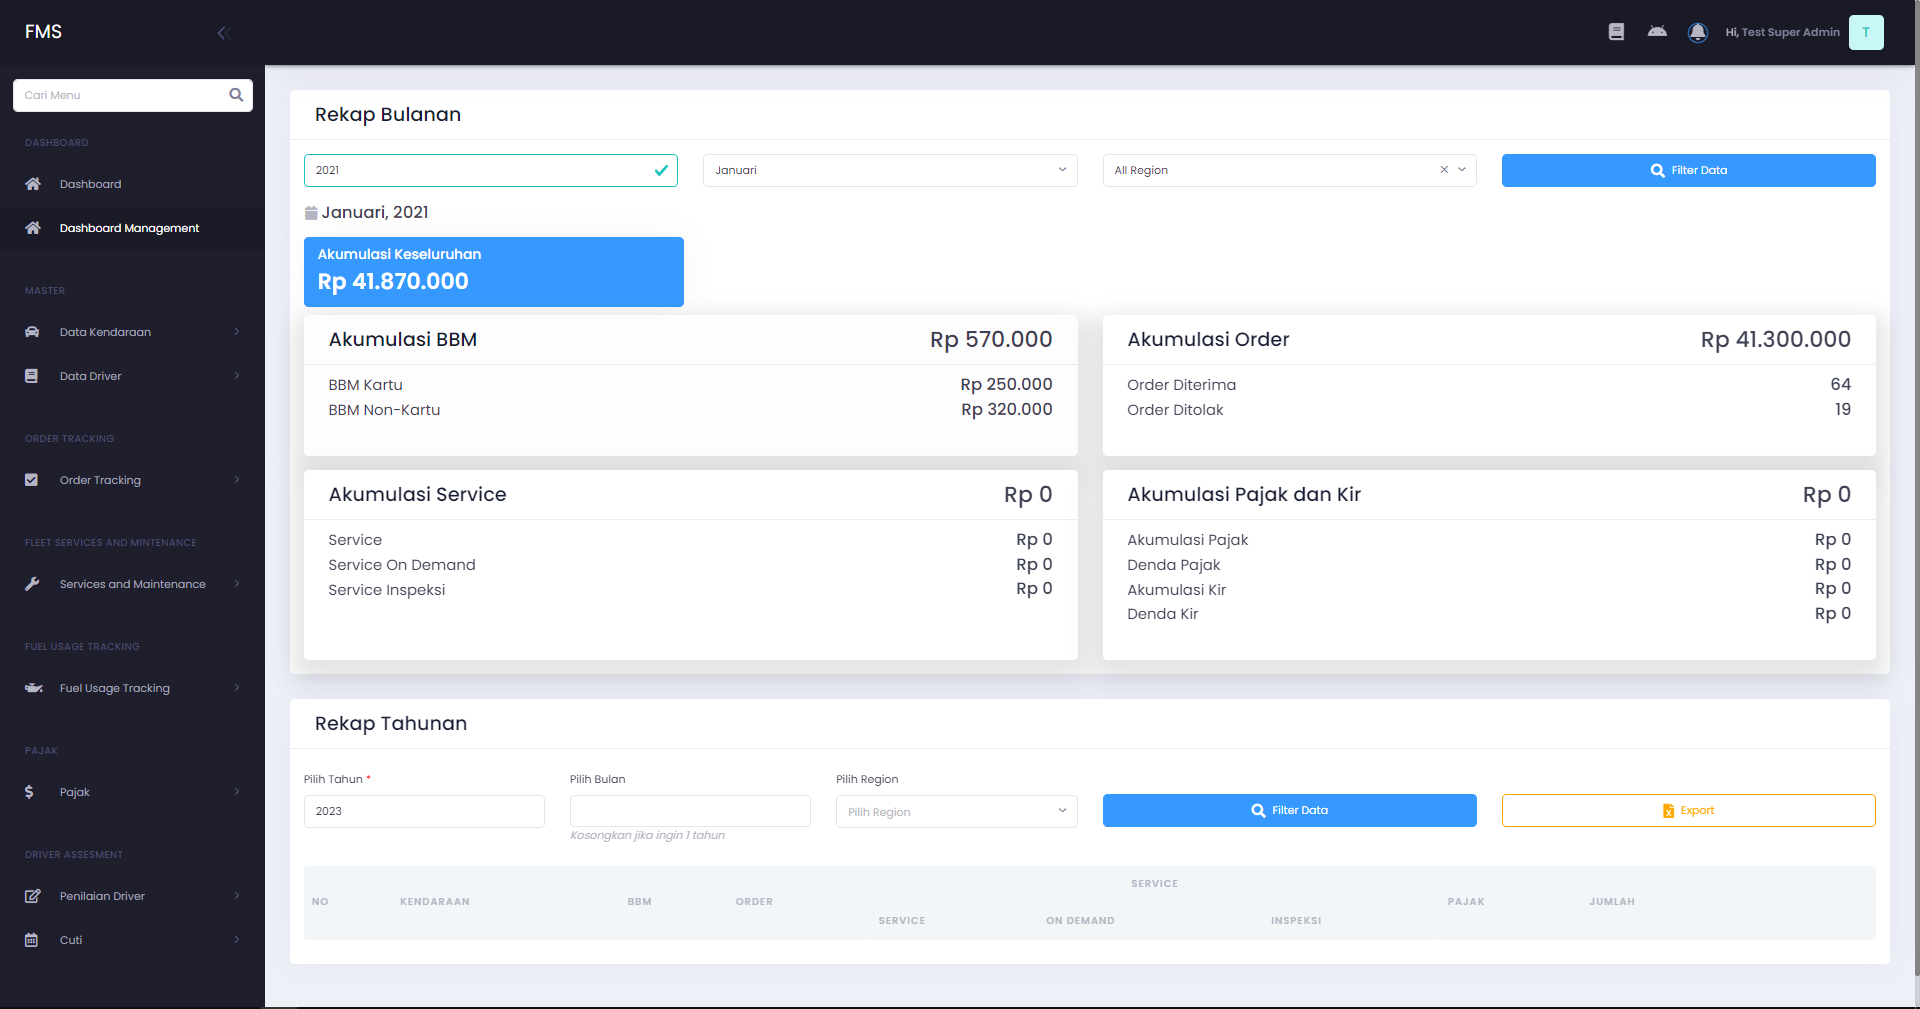 FMS
Hi, Test Super Admin
T
Cari Menu
DASHBOARD
Dashboard
Dashboard Management
MASTER
Data Kendaraan
Data Driver
ORDER TRACKING
Order Tracking
FLEET SERVICES AND MINTENANCE
Services and Maintenance
FUEL USAGE TRACKING
Fuel Usage Tracking
PAJAK
Pajak
DRIVER ASSESMENT
Penilaian Driver
Cuti
Rekap Bulanan
2021
Januari
All Region
Filter Data
Januari, 2021
Akumulasi Keseluruhan
Rp 41.870.000
Akumulasi BBM Rp 570.000
BBM Kartu Rp 250.000
BBM Non-Kartu Rp 320.000
Akumulasi Order Rp 41.300.000
Order Diterima 64
Order Ditolak 19
Akumulasi Service Rp 0
Service Rp 0
Service On Demand Rp 0
Service Inspeksi Rp 0
Akumulasi Pajak dan Kir Rp 0
Akumulasi Pajak Rp 0
Denda Pajak Rp 0
Akumulasi Kir Rp 0
Denda Kir Rp 0
Rekap Tahunan
Pilih Tahun *
2023
Pilih Bulan
Kosongkan jika ingin 1 tahun
Pilih Region
Pilih Region
Filter Data
Export
NO KENDARAAN BBM ORDER SERVICE PAJAK JUMLAH
SERVICE ON DEMAND INSPEKSI